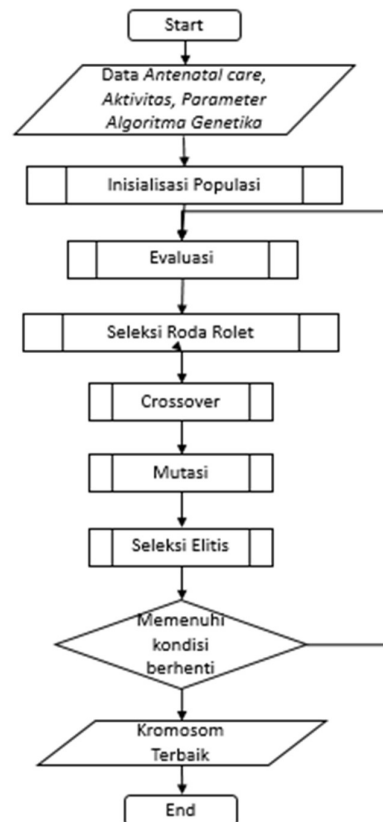 Start
Data Antenatal care,
Aktivitas, Parameter
Algoritma Genetika
Inisialisasi Populasi
Evaluasi
Seleksi Roda Rolet
Crossover
Mutasi
Seleksi Elitis
Memenuhi
kondisi
berhenti
Kromosom
Terbaik
End